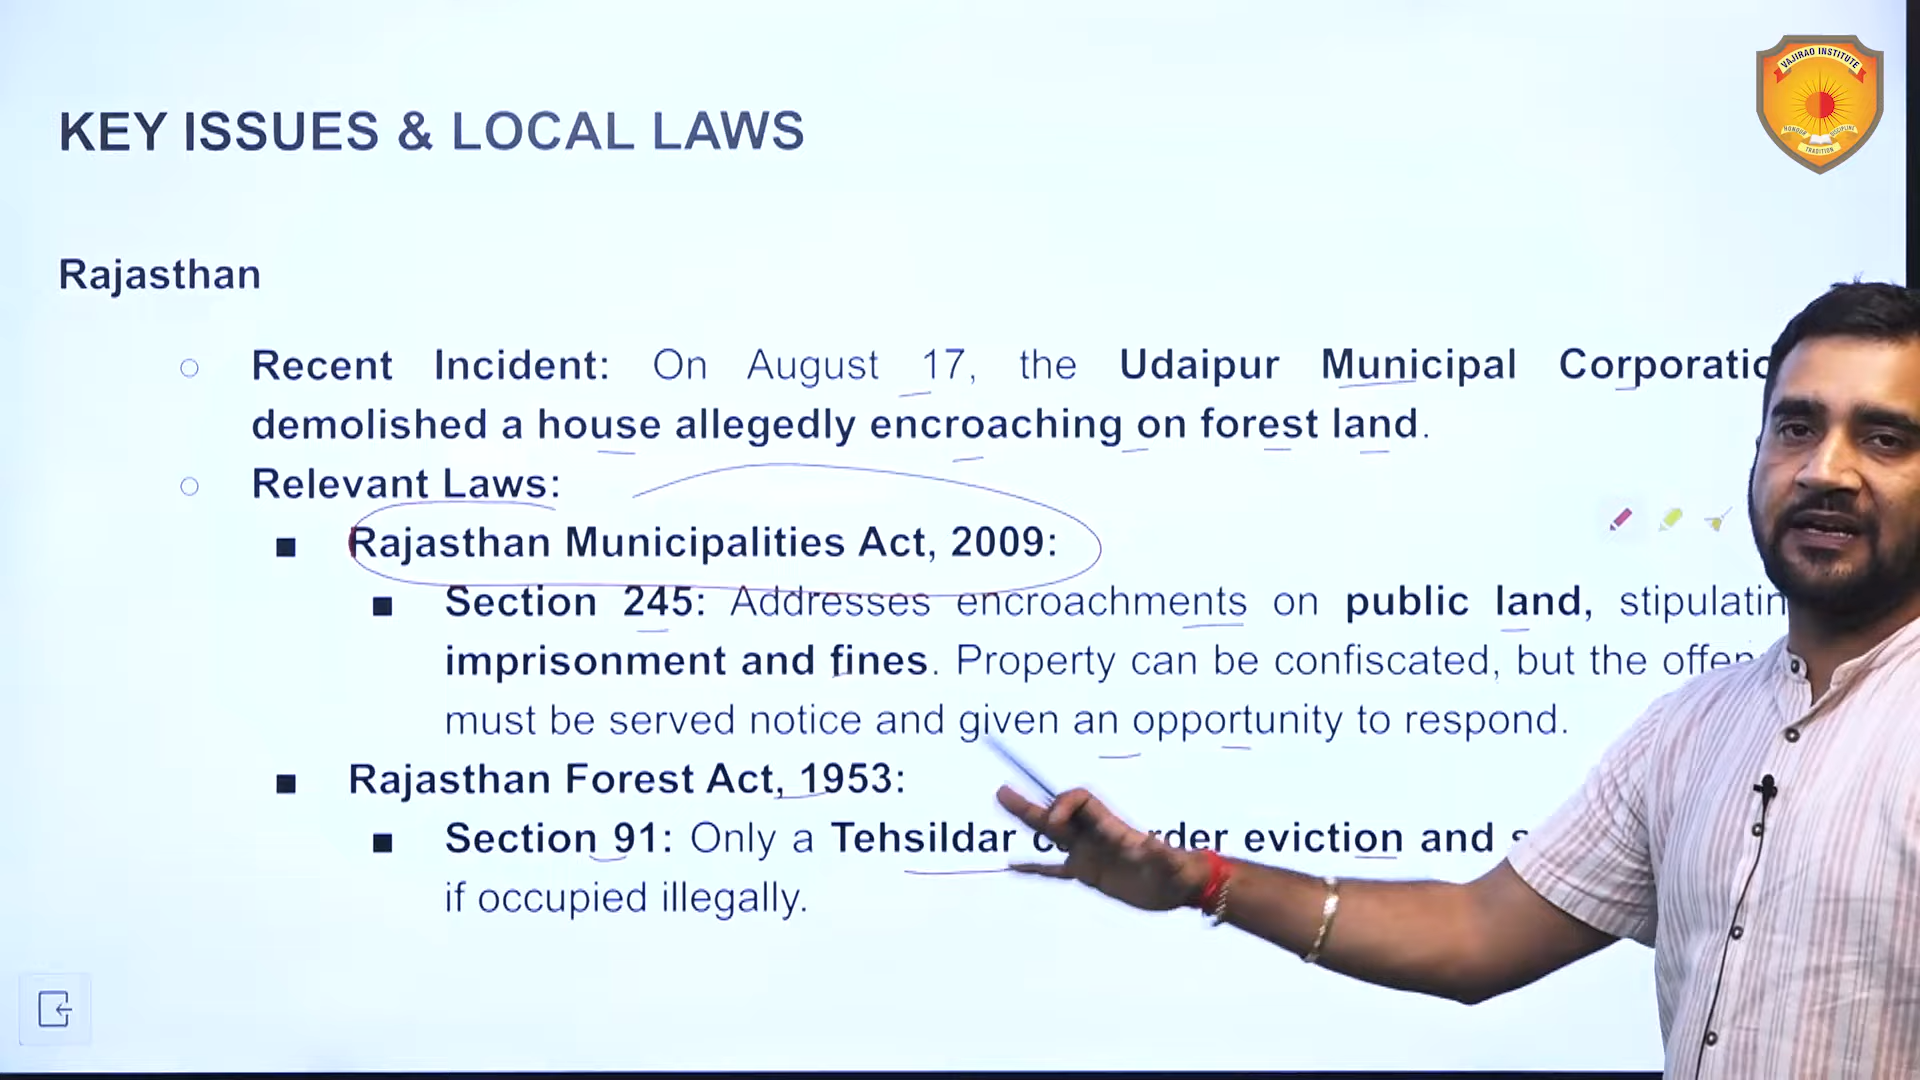 VAJIRAO INSTITUTE
TRADITION
KEY ISSUES & LOCAL LAWS
Rajasthan
Recent Incident: On August 17, the Udaipur Municipal Corporatio
demolished a house allegedly encroaching on forest land.
Relevant Laws:
Rajasthan Municipalities Act, 2009:
Section 245: Addresses encroachments on public land, stipulatin
imprisonment and fines. Property can be confiscated, but the offen
must be served notice and given an opportunity to respond.
Rajasthan Forest Act, 1953:
Section 91: Only a Tehsildar eviction and
if occupied illegally.